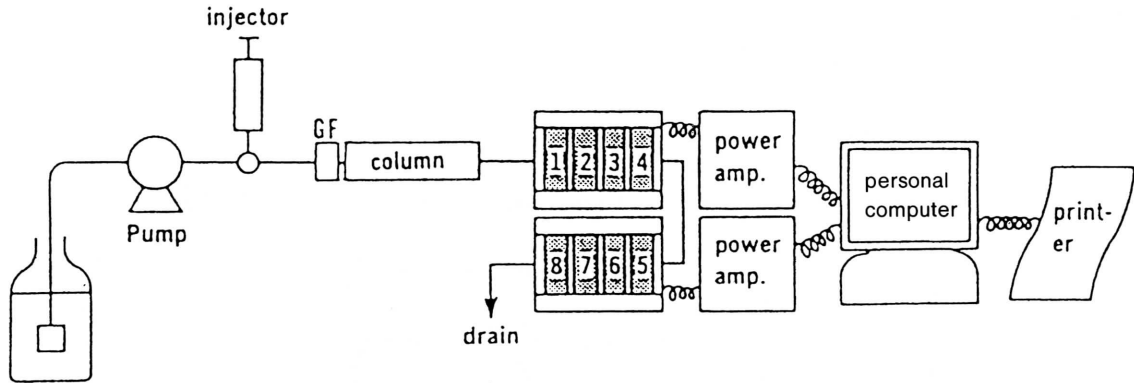 injector
GF
column
Pump
1 2 3 4
8 7 6 5
power
amp.
power
amp.
personal
computer
print-
er
drain